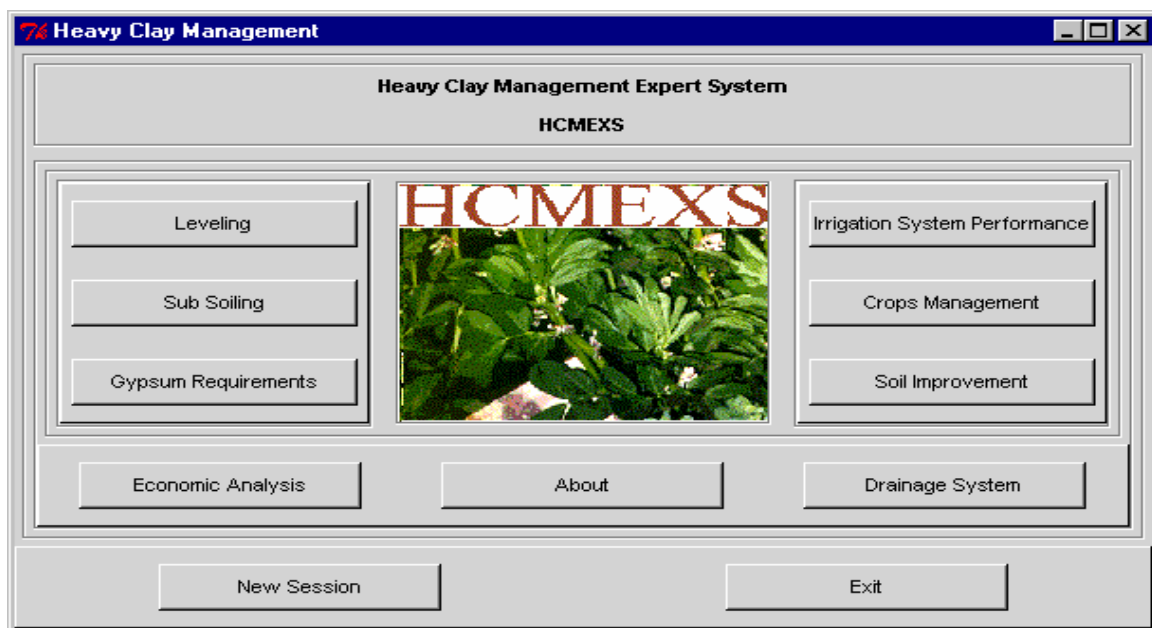 Heavy Clay Management
Heavy Clay Management Expert System
HCMEXS
HCMEXS
Leveling
Sub Soiling
Gypsum Requirements
Irrigation System Performance
Crops Management
Soil Improvement
Economic Analysis
About
Drainage System
New Session
Exit